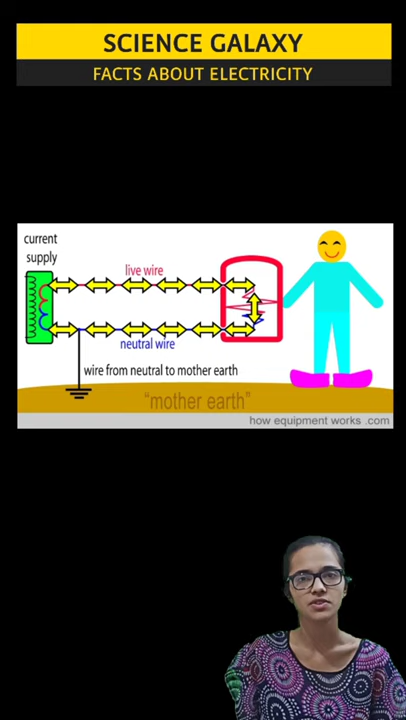 SCIENCE GALAXY
FACTS ABOUT ELECTRICITY
current
supply
live wire
neutral wire
wire from neutral to mother earth
"mother earth"
how equipment works .com